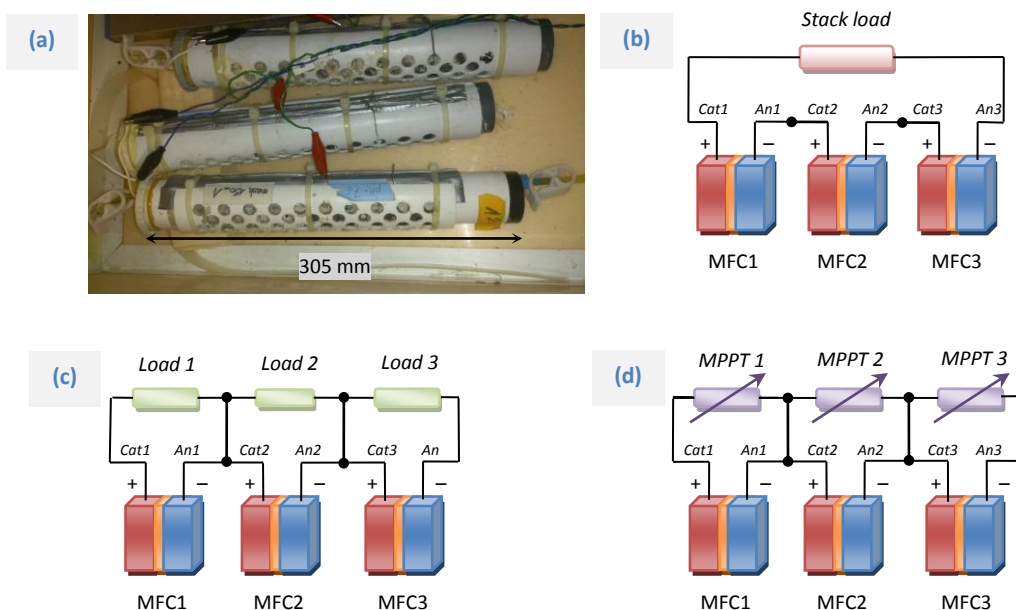 (a)
305 mm
(b)
Stack load
Cat1 An1 Cat2 An2 Cat3 An3
+ − + − + −
MFC1 MFC2 MFC3
(c)
Load 1 Load 2 Load 3
Cat1 An1 Cat2 An2 Cat3 An
+ − + − + −
MFC1 MFC2 MFC3
(d)
MPPT 1 MPPT 2 MPPT 3
Cat1 An1 Cat2 An2 Cat3 An3
+ − + − + −
MFC1 MFC2 MFC3